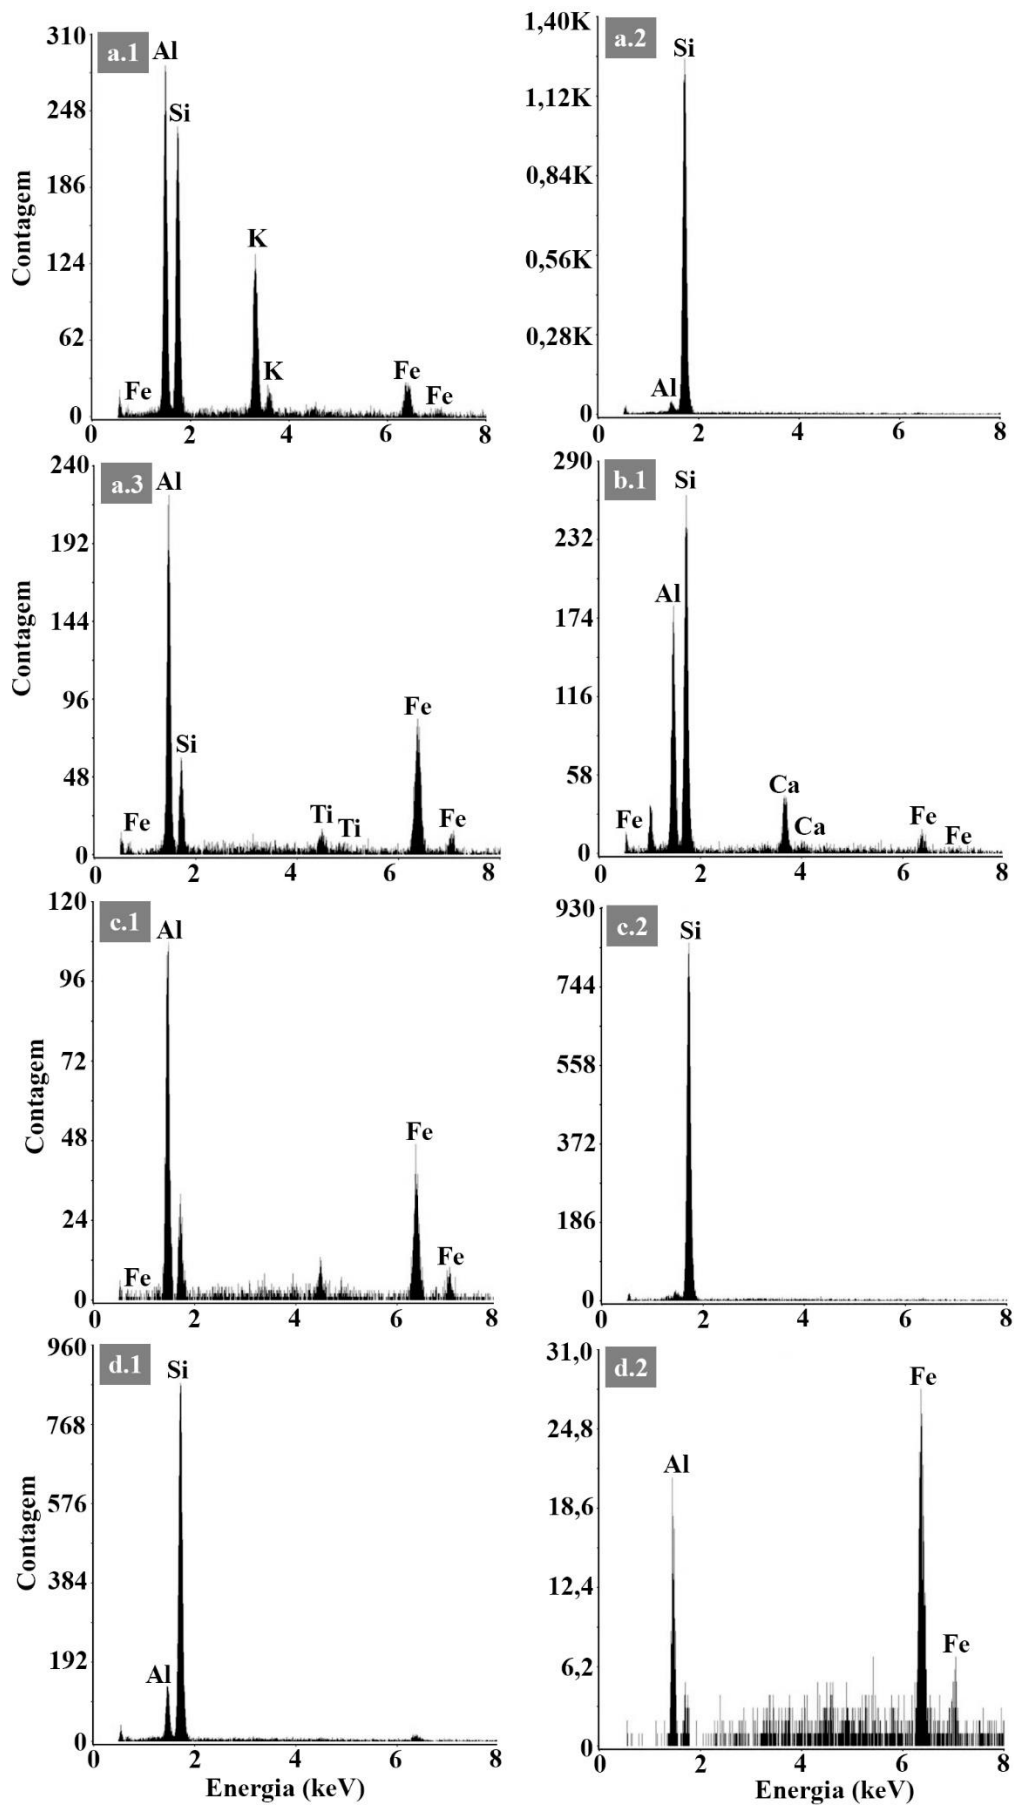 a.1
310
248
186
124
62
0
Contagem
Al
Si
K
K
Fe
Fe
Fe
0 2 4 6 8
a.2
1,40K
1,12K
0,84K
0,56K
0,28K
0
Si
Al
0 2 4 6 8
a.3
240
192
144
96
48
0
Contagem
Al
Si
Fe
Ti
Ti
Fe
Fe
0 2 4 6 8
b.1
290
232
174
116
58
0
Si
Al
Ca
Ca
Fe
Fe
Fe
0 2 4 6 8
c.1
120
96
72
48
24
0
Contagem
Al
Fe
Fe
Fe
0 2 4 6 8
c.2
930
744
558
372
186
0
Si
0 2 4 6 8
d.1
960
768
576
384
192
0
Contagem
Si
Al
0 2 4 6 8
Energia (keV)
d.2
31,0
24,8
18,6
12,4
6,2
0
Fe
Al
Fe
0 2 4 6 8
Energia (keV)